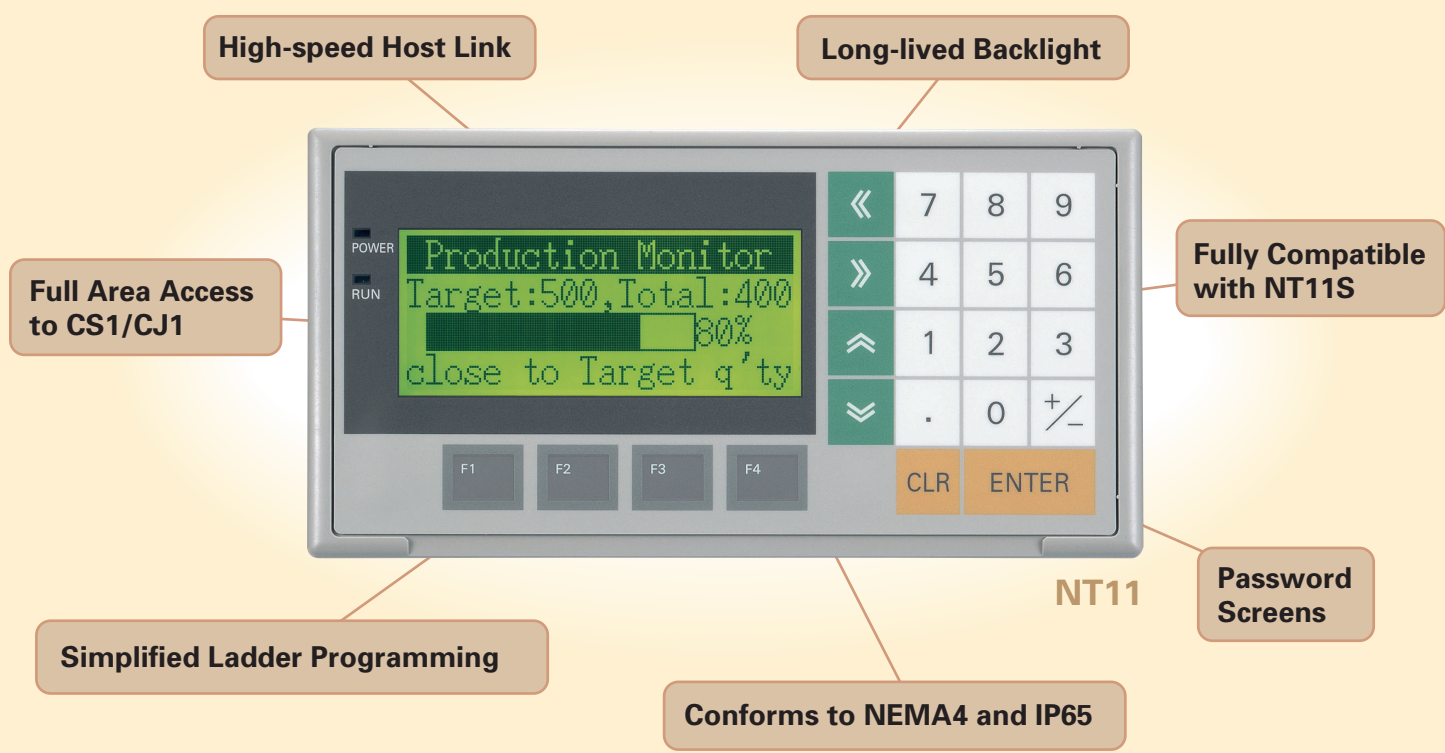 High-speed Host Link
Long-lived Backlight
Full Area Access
to CS1/CJ1
Fully Compatible
with NT11S
POWER
RUN
Production Monitor
Target:500,Total:400
80%
close to Target q'ty
7 8 9
4 5 6
1 2 3
. 0 +/-
CLR ENTER
F1 F2 F3 F4
NT11
Password
Screens
Simplified Ladder Programming
Conforms to NEMA4 and IP65